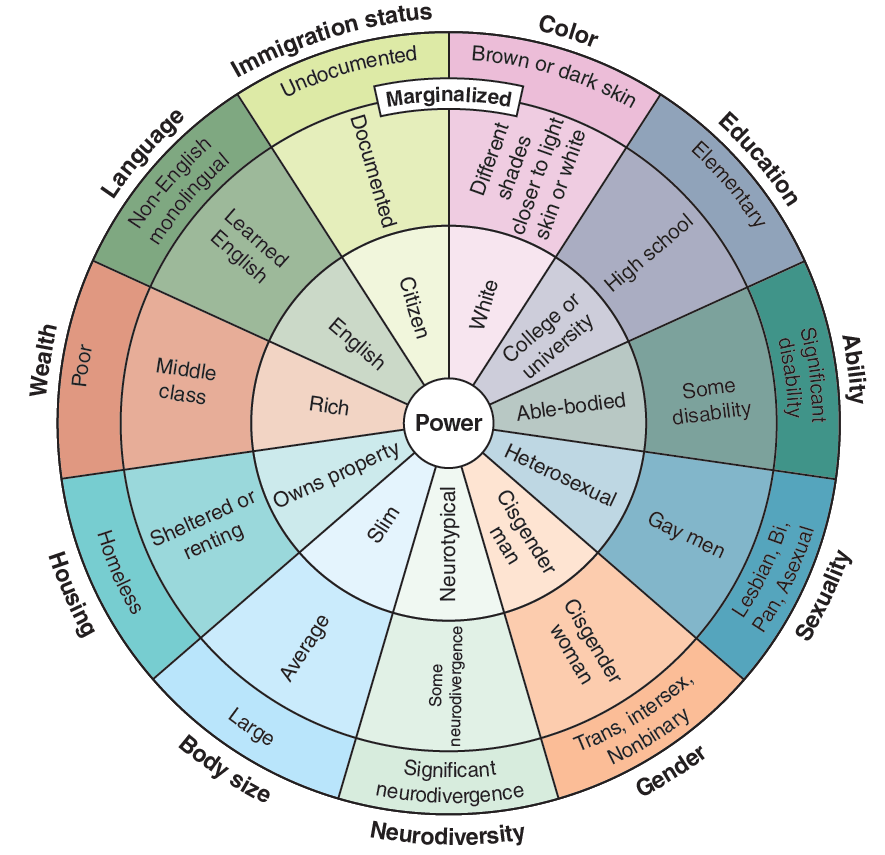 Immigration status
Undocumented
Documented
Citizen
Color
Brown or dark skin
Different
shades
closer to light
skin or white
White
Education
Elementary
High school
College or
university
Ability
Significant
disability
Some
disability
Able-bodied
Sexuality
Lesbian, Bi,
Pan, Asexual
Gay men
Heterosexual
Gender
Trans, intersex,
Nonbinary
Cisgender
woman
Cisgender
man
Neurodiversity
Significant
neurodivergence
Some
neurodivergence
Neurotypical
Body size
Large
Average
Slim
Housing
Homeless
Sheltered or
renting
Owns property
Wealth
Poor
Middle
class
Rich
Language
Non-English
monolingual
Learned
English
English
Marginalized
Power